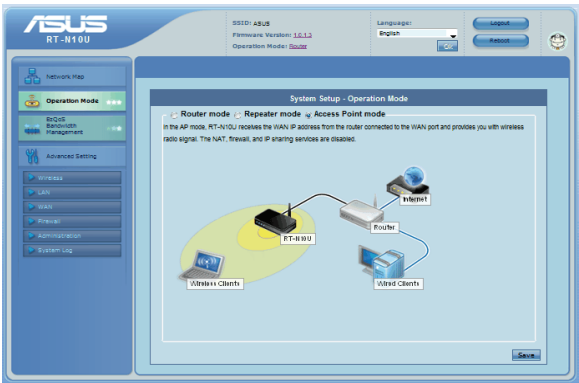 ASUS
RT-N10U
SSID: ASUS
Firmware Version: 1.0.1.3
Operation Mode: Router
Language:
English
OK
Logout
Reboot
Network Map
Operation Mode
EzQoS
Bandwidth
Management
Advanced Setting
Wireless
LAN
WAN
Firewall
Administration
System Log
System Setup - Operation Mode
Router mode Repeater mode Access Point mode
In the AP mode, RT-N10U receives the WAN IP address from the router connected to the WAN port and provides you with wireless
radio signal. The NAT, firewall, and IP sharing services are disabled.
Internet
Router
RT-N10U
Wireless Clients
Wired Clients
Save